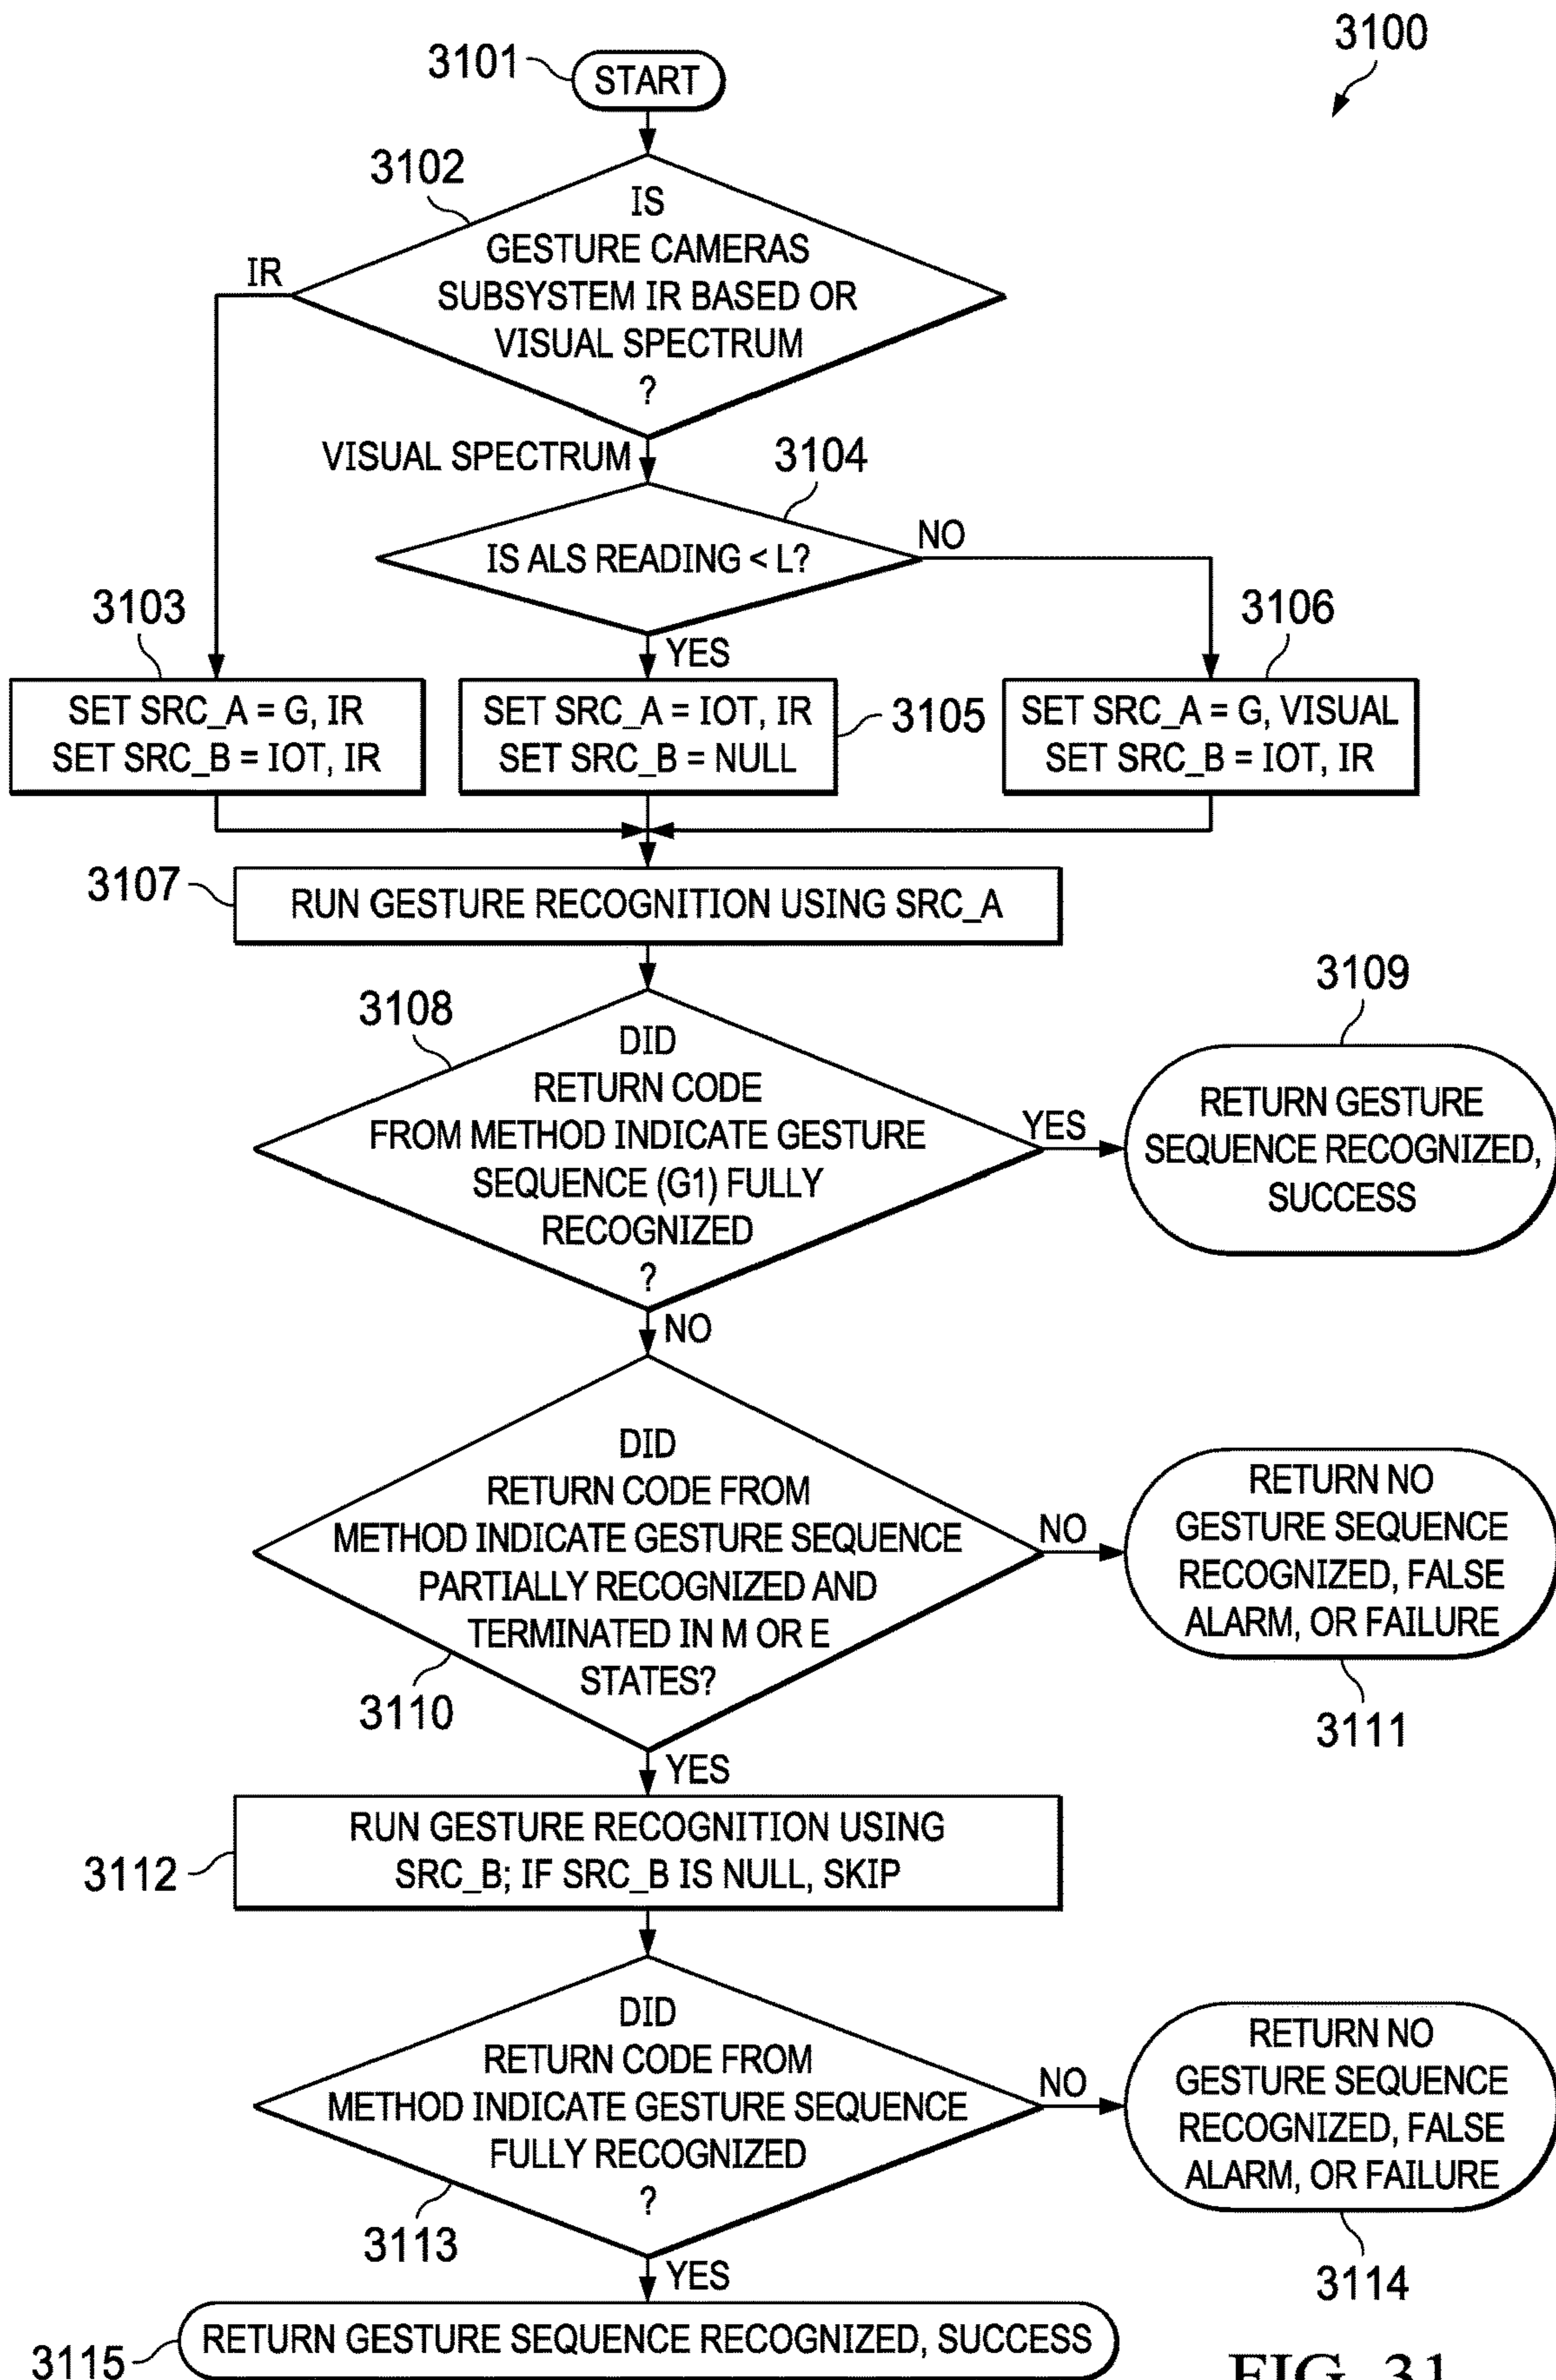 3100
3101
START
3102
IS
GESTURE CAMERAS
SUBSYSTEM IR BASED OR
VISUAL SPECTRUM
?
IR
VISUAL SPECTRUM
3104
IS ALS READING < L?
NO
YES
3103
SET SRC_A = G, IR
SET SRC_B = IOT, IR
SET SRC_A = IOT, IR
SET SRC_B = NULL
3105
3106
SET SRC_A = G, VISUAL
SET SRC_B = IOT, IR
3107
RUN GESTURE RECOGNITION USING SRC_A
3108
DID
RETURN CODE
FROM METHOD INDICATE GESTURE
SEQUENCE (G1) FULLY
RECOGNIZED
?
YES
3109
RETURN GESTURE
SEQUENCE RECOGNIZED,
SUCCESS
NO
DID
RETURN CODE FROM
METHOD INDICATE GESTURE SEQUENCE
PARTIALLY RECOGNIZED AND
TERMINATED IN M OR E
STATES?
3110
NO
RETURN NO
GESTURE SEQUENCE
RECOGNIZED, FALSE
ALARM, OR FAILURE
3111
YES
RUN GESTURE RECOGNITION USING
SRC_B; IF SRC_B IS NULL, SKIP
3112
DID
RETURN CODE FROM
METHOD INDICATE GESTURE SEQUENCE
FULLY RECOGNIZED
?
3113
NO
RETURN NO
GESTURE SEQUENCE
RECOGNIZED, FALSE
ALARM, OR FAILURE
3114
YES
3115
RETURN GESTURE SEQUENCE RECOGNIZED, SUCCESS
FIG. 31